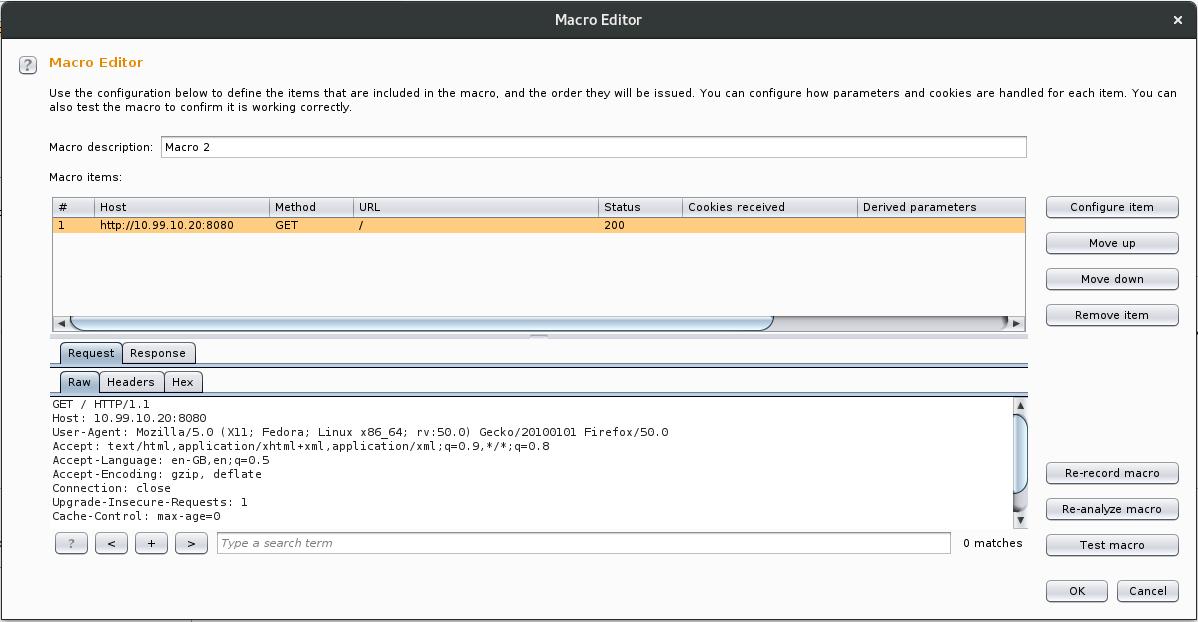 Macro Editor
×
?
Macro Editor
Use the configuration below to define the items that are included in the macro, and the order they will be issued. You can configure how parameters and cookies are handled for each item. You can
also test the macro to confirm it is working correctly.
Macro description: Macro 2
Macro items:
# Host Method URL Status Cookies received Derived parameters
1 http://10.99.10.20:8080 GET / 200
Configure item
Move up
Move down
Remove item
Request Response
Raw Headers Hex
GET / HTTP/1.1
Host: 10.99.10.20:8080
User-Agent: Mozilla/5.0 (X11; Fedora; Linux x86_64; rv:50.0) Gecko/20100101 Firefox/50.0
Accept: text/html,application/xhtml+xml,application/xml;q=0.9,*/*;q=0.8
Accept-Language: en-GB,en;q=0.5
Accept-Encoding: gzip, deflate
Connection: close
Upgrade-Insecure-Requests: 1
Cache-Control: max-age=0
? < + > Type a search term 0 matches
Re-record macro
Re-analyze macro
Test macro
OK Cancel